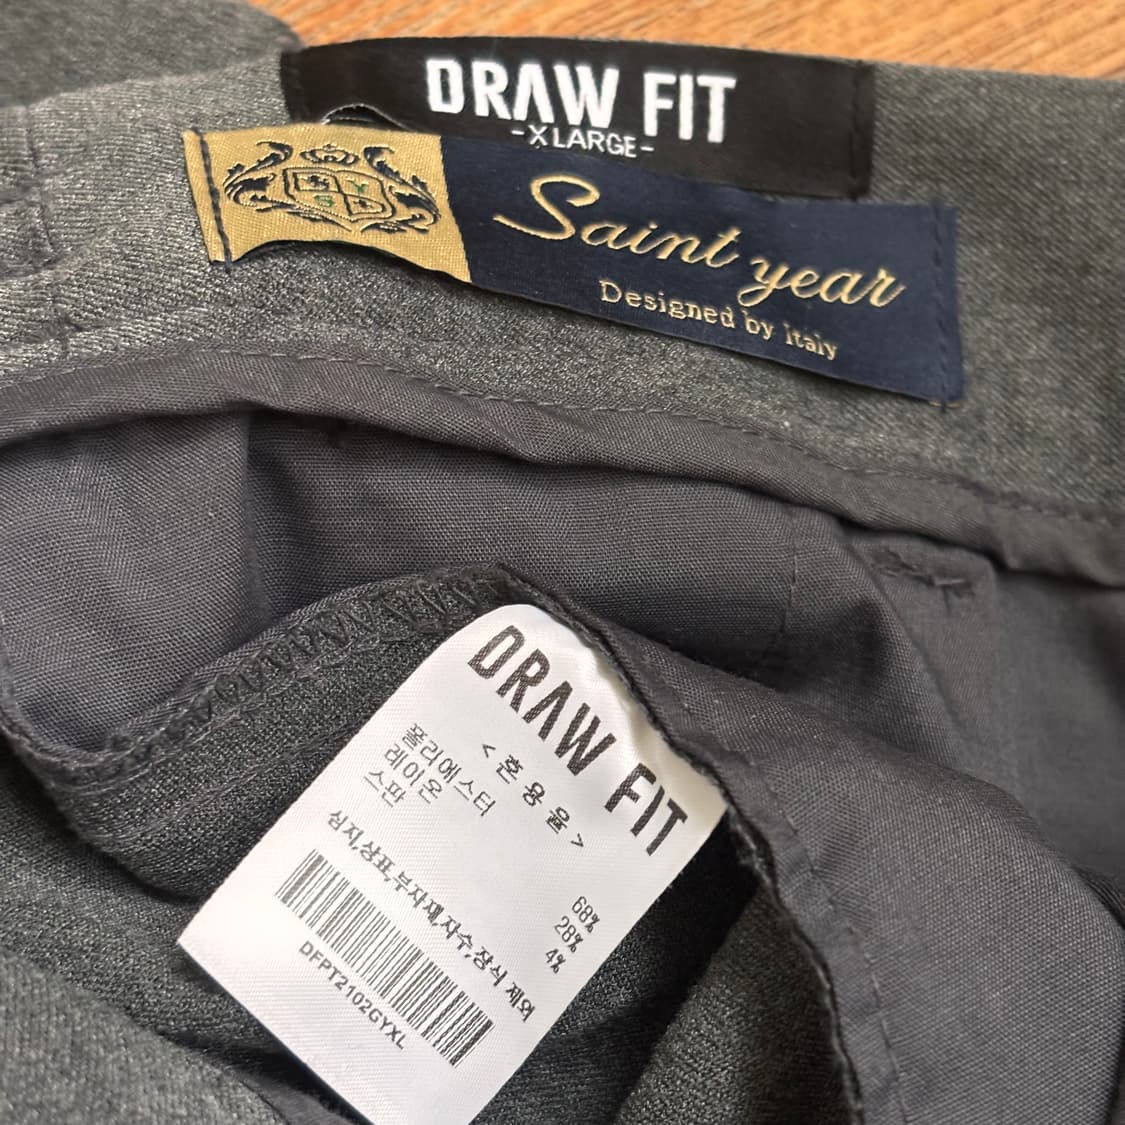 DRAW FIT
-XLARGE-
Saint year
Designed by Italy
DRAW FIT
<혼용율>
폴리에스터 68%
레이온 28%
스판 4%
심지,상표,부자재,자수,장식 제외
DFPT2102GYXL